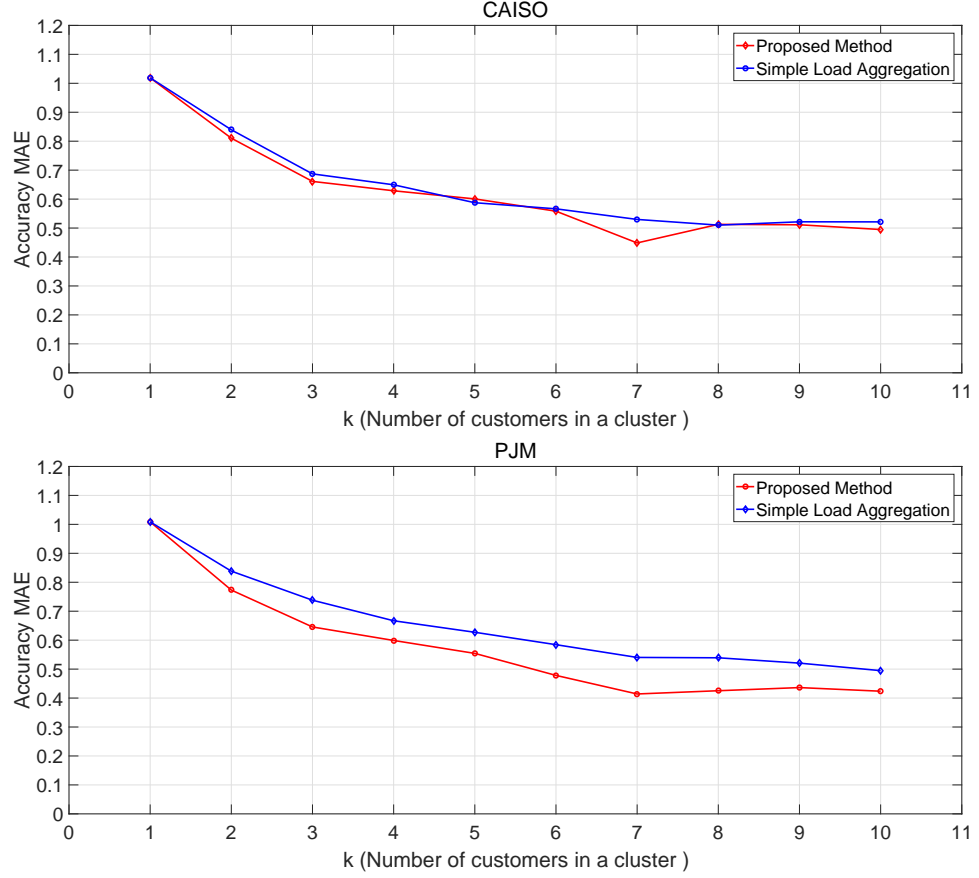 CAISO
1.2
1.1
1
0.9
0.8
0.7
0.6
0.5
0.4
0.3
0.2
0.1
0
Accuracy MAE
Proposed Method
Simple Load Aggregation
0 1 2 3 4 5 6 7 8 9 10 11
k (Number of customers in a cluster )
PJM
1.2
1.1
1
0.9
0.8
0.7
0.6
0.5
0.4
0.3
0.2
0.1
0
Accuracy MAE
Proposed Method
Simple Load Aggregation
0 1 2 3 4 5 6 7 8 9 10 11
k (Number of customers in a cluster )